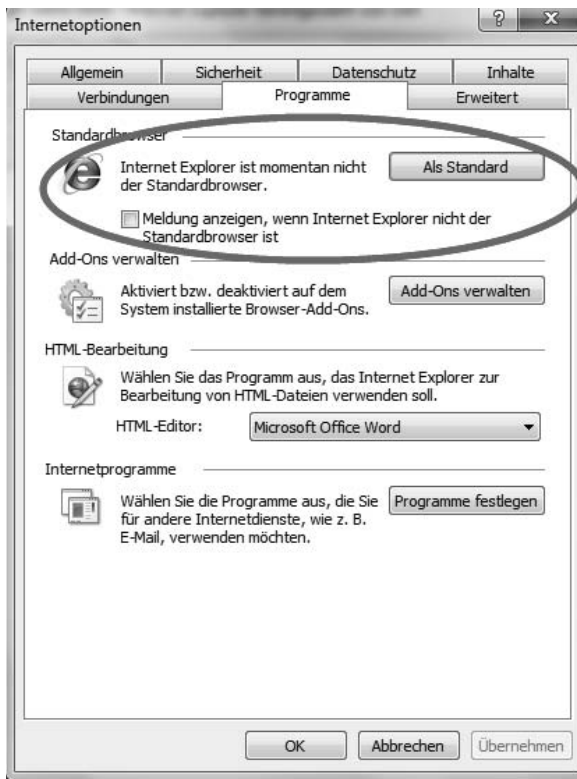 Internetoptionen
Allgemein Sicherheit Datenschutz Inhalte
Verbindungen Programme Erweitert
Standardbrowser
Internet Explorer ist momentan nicht
der Standardbrowser.
Als Standard
Meldung anzeigen, wenn Internet Explorer nicht der
Standardbrowser ist
Add-Ons verwalten
Aktiviert bzw. deaktiviert auf dem
System installierte Browser-Add-Ons.
Add-Ons verwalten
HTML-Bearbeitung
Wählen Sie das Programm aus, das Internet Explorer zur
Bearbeitung von HTML-Dateien verwenden soll.
HTML-Editor: Microsoft Office Word
Internetprogramme
Wählen Sie die Programme aus, die Sie
für andere Internetdienste, wie z. B.
E-Mail, verwenden möchten.
Programme festlegen
OK Abbrechen Übernehmen